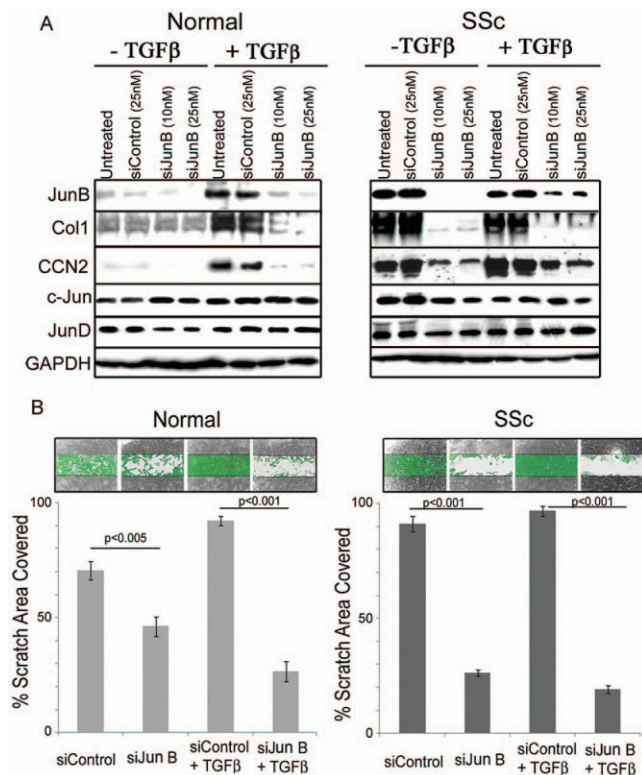 A
Normal
SSc
- TGFβ
+ TGFβ
-TGFβ
+ TGFβ
Untreated
siControl (25nM)
siJunB (10nM)
siJunB (25nM)
Untreated
siControl (25nM)
siJunB (10nM)
siJunB (25nM)
Untreated
siControl (25nM)
siJunB (10nM)
siJunB (25nM)
Untreated
siControl (25nM)
siJunB (10nM)
siJunB (25nM)
JunB
Col1
CCN2
c-Jun
JunD
GAPDH
B
Normal
% Scratch Area Covered
100
50
0
p<0.005
p<0.001
siControl
siJun B
siControl
+ TGFβ
siJun B
+ TGFβ
SSc
% Scratch Area Covered
100
50
0
p<0.001
p<0.001
siControl
siJun B
siControl
+ TGFβ
siJun B
+ TGFβ